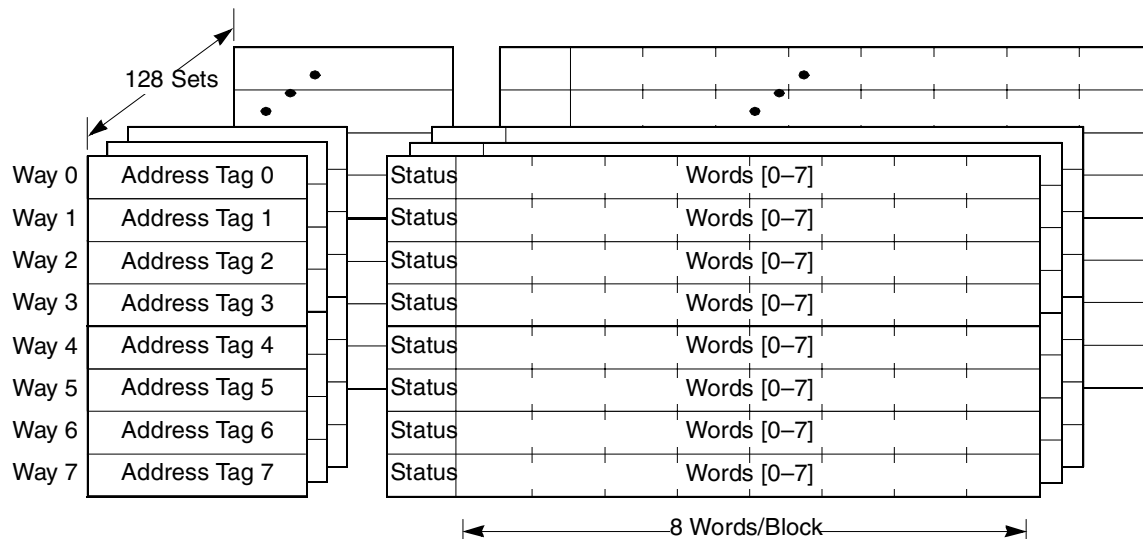 128 Sets
Way 0 Address Tag 0 Status Words [0–7]
Way 1 Address Tag 1 Status Words [0–7]
Way 2 Address Tag 2 Status Words [0–7]
Way 3 Address Tag 3 Status Words [0–7]
Way 4 Address Tag 4 Status Words [0–7]
Way 5 Address Tag 5 Status Words [0–7]
Way 6 Address Tag 6 Status Words [0–7]
Way 7 Address Tag 7 Status Words [0–7]
8 Words/Block